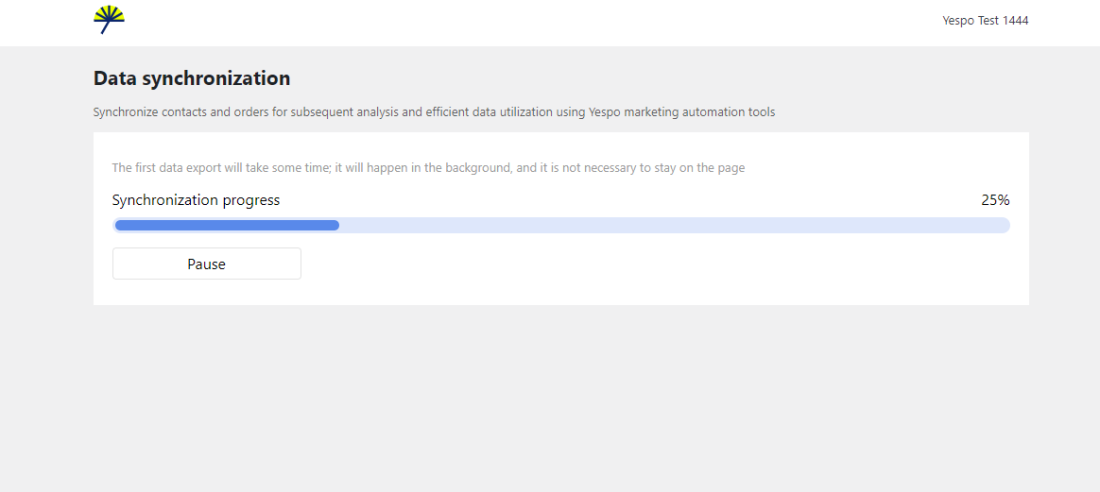 Yespo Test 1444
Data synchronization
Synchronize contacts and orders for subsequent analysis and efficient data utilization using Yespo marketing automation tools
The first data export will take some time; it will happen in the background, and it is not necessary to stay on the page
Synchronization progress 25%
Pause